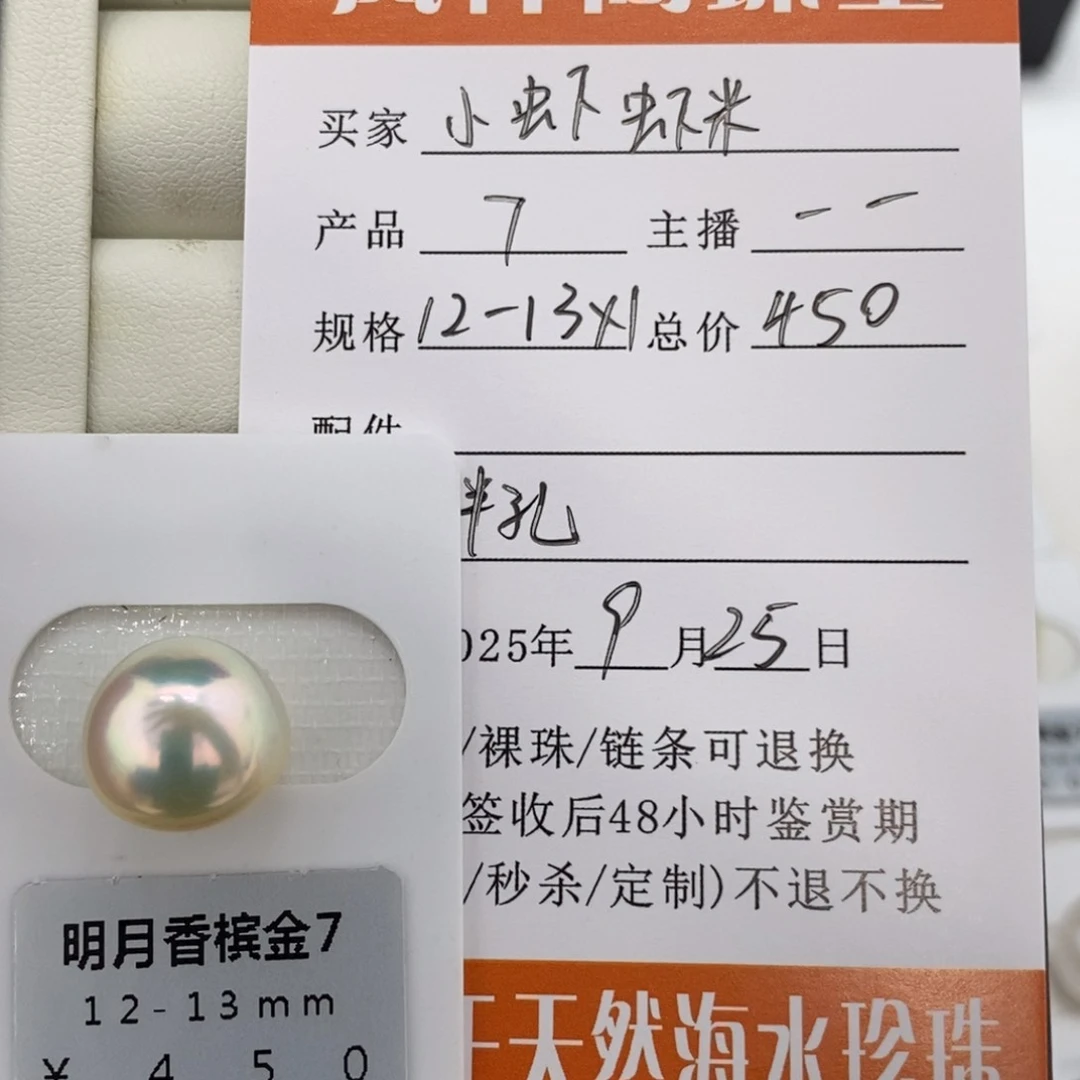 买家 小虾虾米
产品 7 主播 一一
规格 12-13x1 总价 450
配件
半孔
025年 9 月 25 日
/裸珠/链条可退换
签收后48小时鉴赏期
/秒杀/定制)不退不换
天然海水珍珠
明月香槟金7
12-13mm
¥ 450